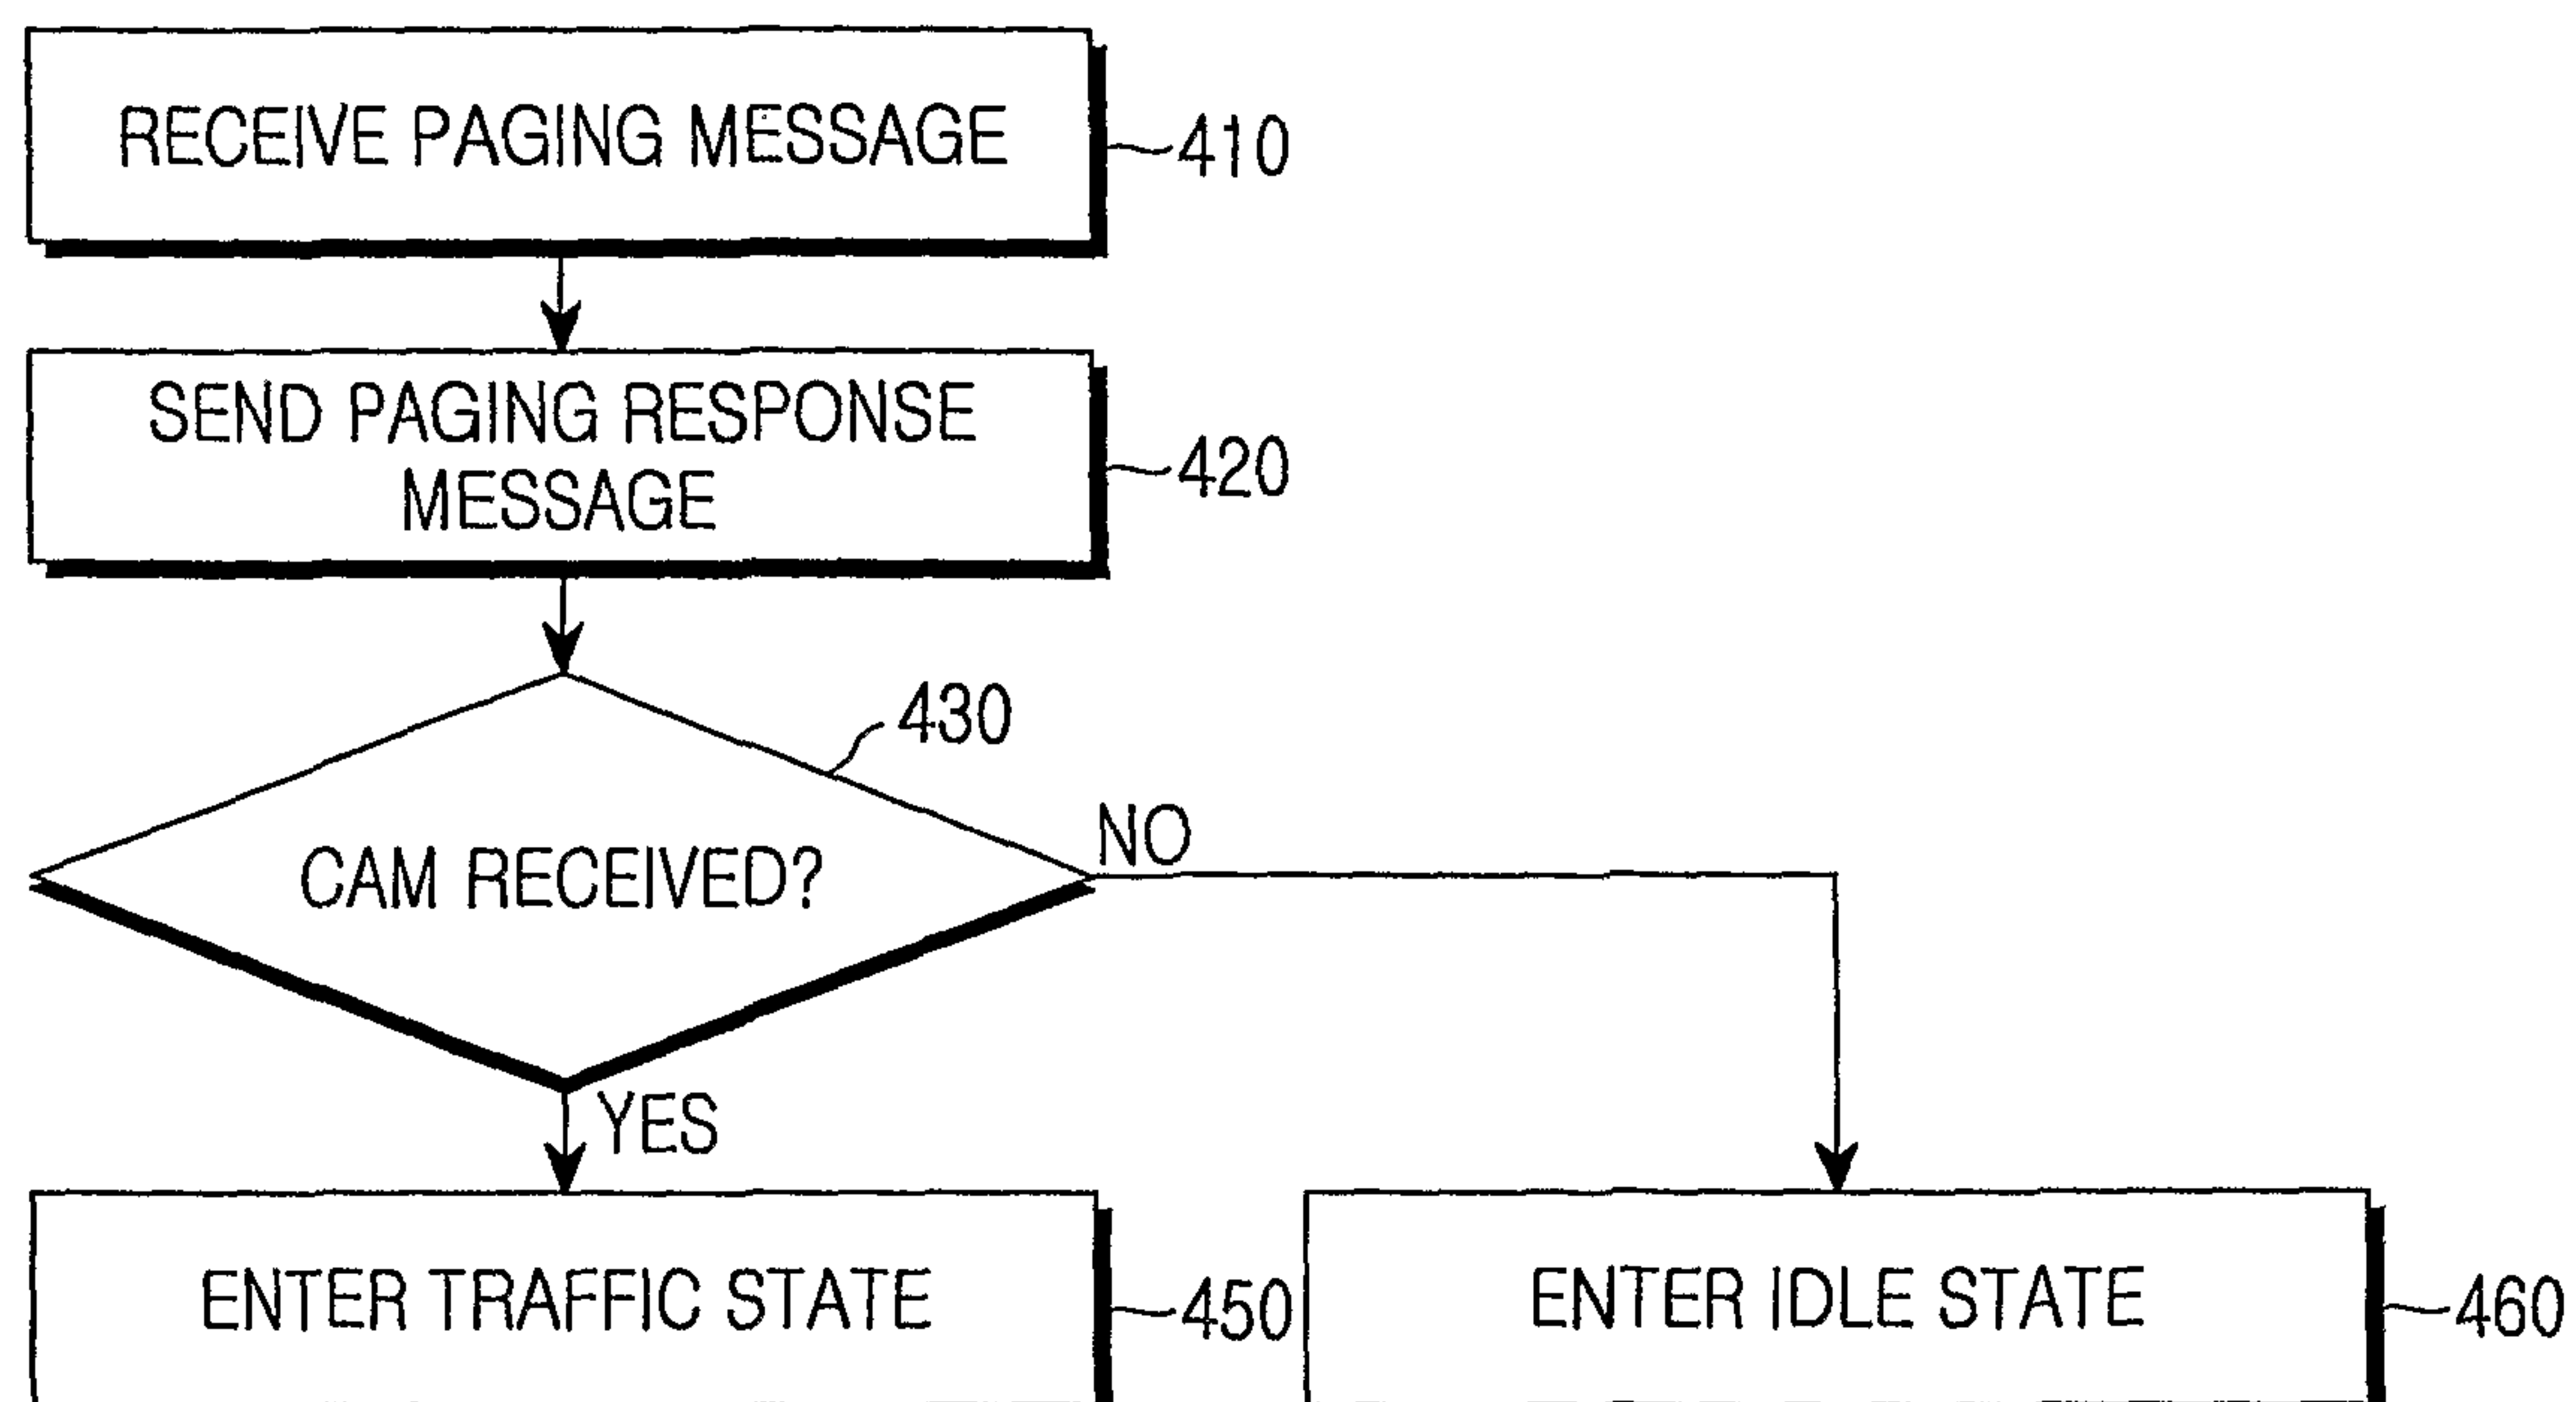 RECEIVE PAGING MESSAGE
410
SEND PAGING RESPONSE
MESSAGE
420
430
CAM RECEIVED?
NO
YES
ENTER TRAFFIC STATE
450
ENTER IDLE STATE
460